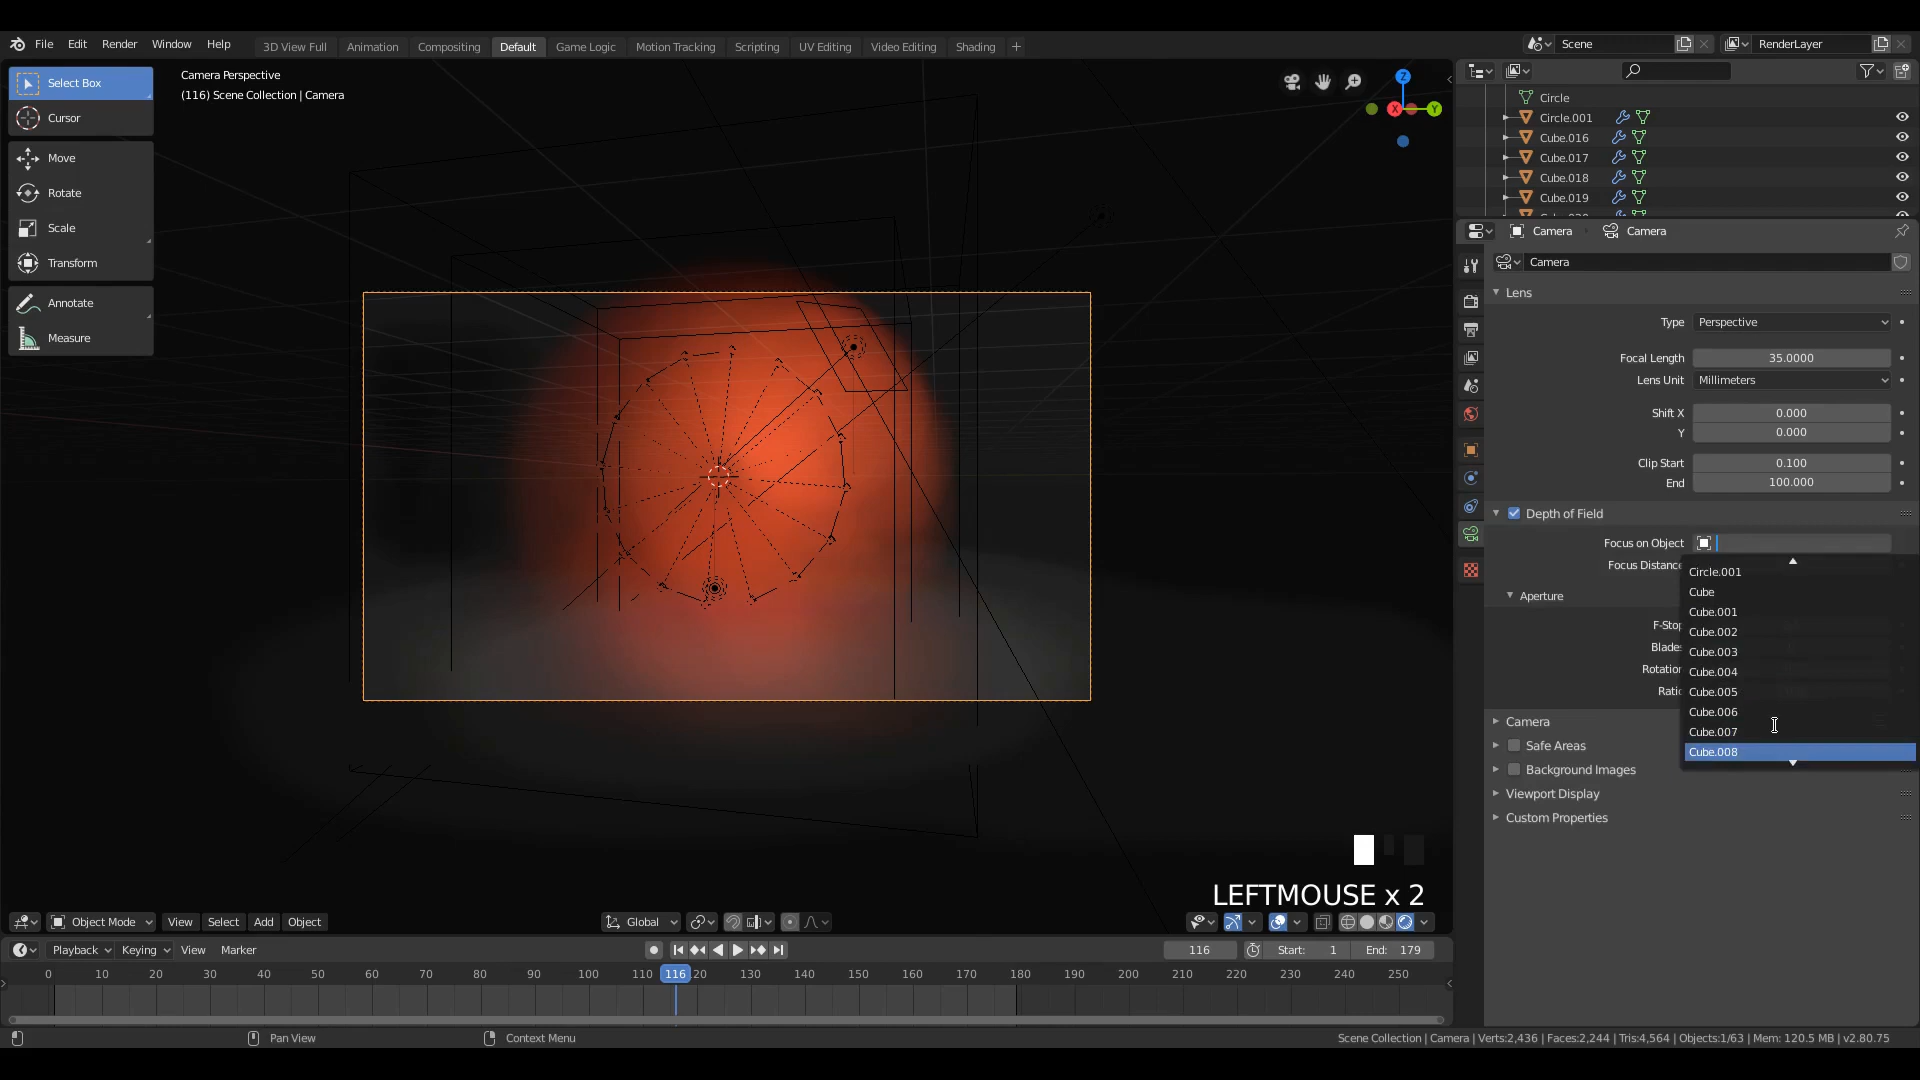 File Edit Render Window Help
3D View Full Animation Compositing Default Game Logic Motion Tracking Scripting UV Editing Video Editing Shading +
Scene
RenderLayer
Select Box
Cursor
Move
Rotate
Scale
Transform
Annotate
Measure
Camera Perspective
(116) Scene Collection | Camera
Z
X
Y
Circle
Circle.001
Cube.016
Cube.017
Cube.018
Cube.019
Camera Camera
Camera
Lens
Type Perspective
Focal Length 35.0000
Lens Unit Millimeters
Shift X 0.000
Y 0.000
Clip Start 0.100
End 100.000
Depth of Field
Focus on Object
Focus Distance
Aperture
F-Stop
Blades
Rotation
Ratio
Circle.001
Cube
Cube.001
Cube.002
Cube.003
Cube.004
Cube.005
Cube.006
Cube.007
Cube.008
Camera
Safe Areas
Background Images
Viewport Display
Custom Properties
LEFTMOUSE x 2
Object Mode View Select Add Object
Global
Playback Keying View Marker
116 Start: 1 End: 179
0 10 20 30 40 50 60 70 80 90 100 110 116 120 130 140 150 160 170 180 190 200 210 220 230 240 250
Pan View
Context Menu
Scene Collection | Camera | Verts:2,436 | Faces:2,244 | Tris:4,564 | Objects:1/63 | Mem: 120.5 MB | v2.80.75